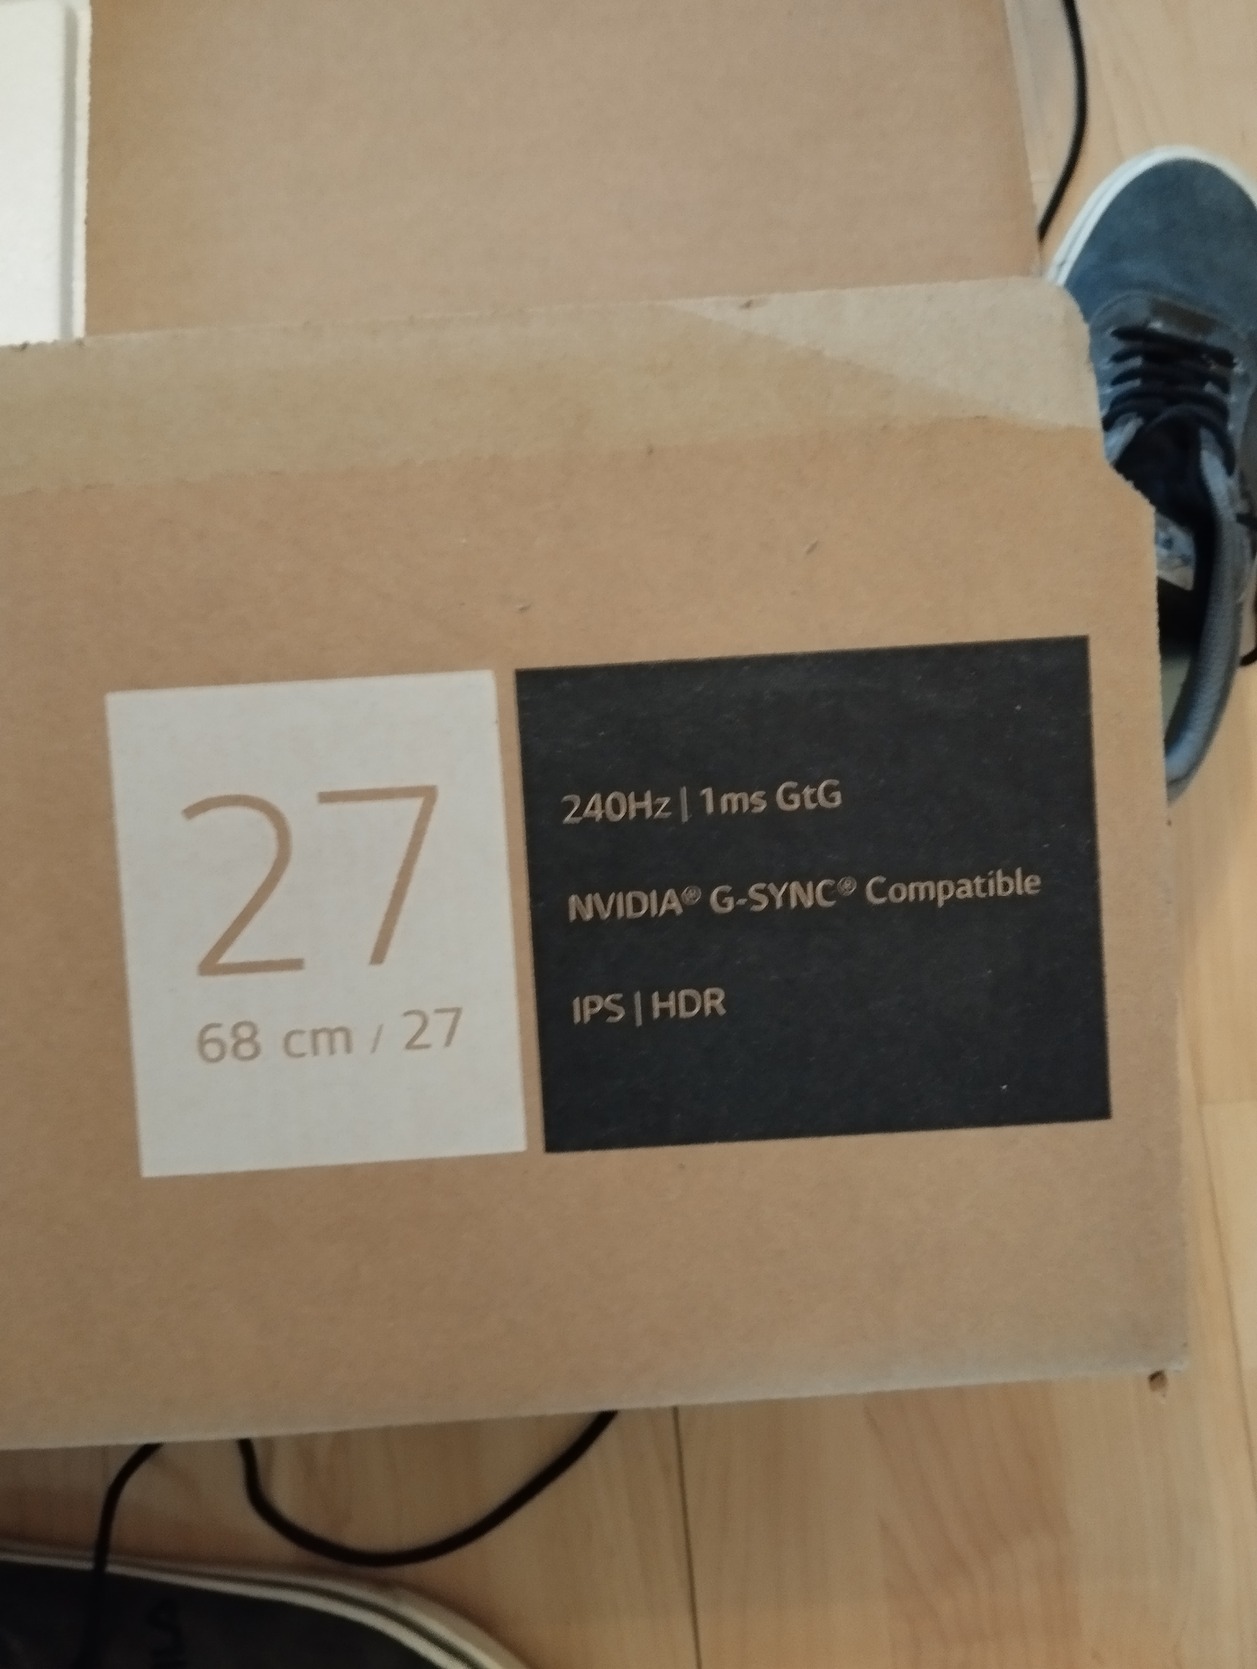 27
68 cm / 27
240Hz | 1ms GtG
NVIDIA® G-SYNC® Compatible
IPS | HDR